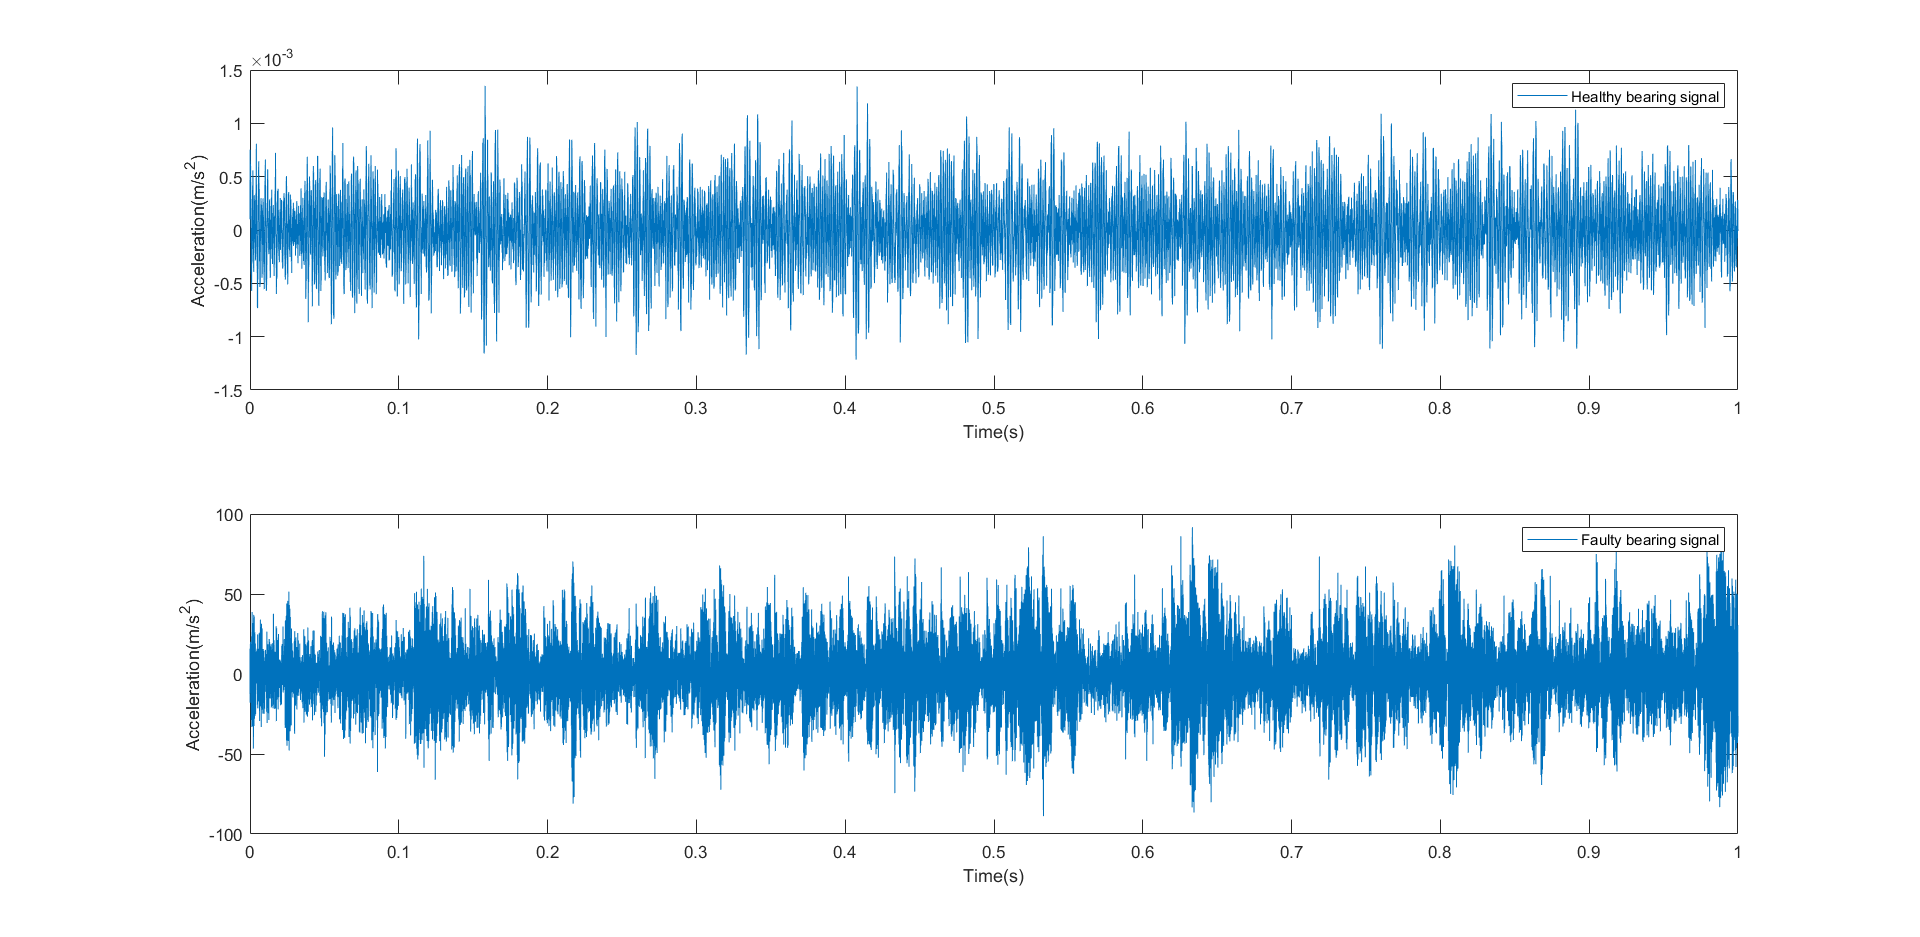 ×10-3
1.5
1
0.5
0
-0.5
-1
-1.5
Acceleration(m/s2)
Healthy bearing signal
0 0.1 0.2 0.3 0.4 0.5 0.6 0.7 0.8 0.9 1
Time(s)
100
50
0
-50
-100
Acceleration(m/s2)
Faulty bearing signal
0 0.1 0.2 0.3 0.4 0.5 0.6 0.7 0.8 0.9 1
Time(s)